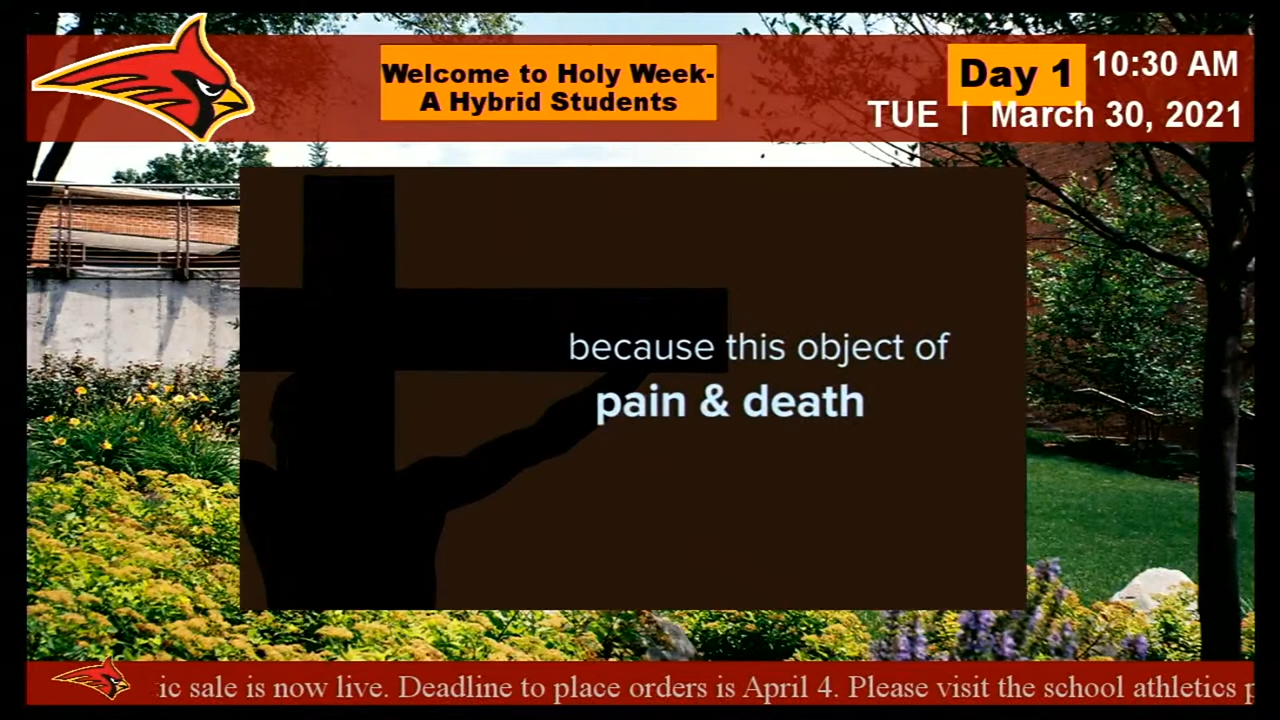 Welcome to Holy Week-
A Hybrid Students
Day 1
10:30 AM
TUE | March 30, 2021
because this object of
pain & death
ic sale is now live. Deadline to place orders is April 4. Please visit the school athletics